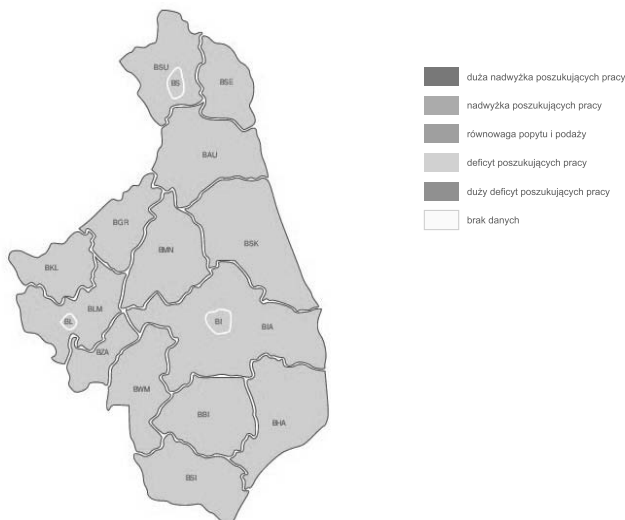 BSU
BS
BSE
BAU
BGR
BMN
BSK
BKL
BLM
BL
BI
BIA
BZA
BWM
BBI
BHA
BSI
duża nadwyżka poszukujących pracy
nadwyżka poszukujących pracy
równowaga popytu i podaży
deficyt poszukujących pracy
duży deficyt poszukujących pracy
brak danych